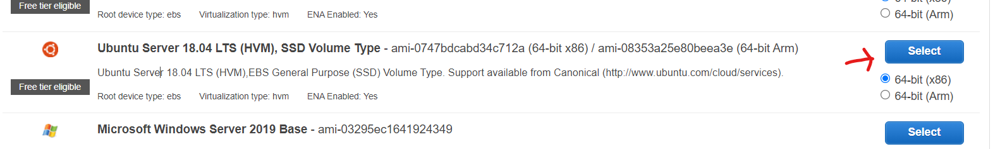 Free tier eligible
Root device type: ebs Virtualization type: hvm ENA Enabled: Yes
64-bit (x86)
64-bit (Arm)
Ubuntu Server 18.04 LTS (HVM), SSD Volume Type - ami-0747bdcabd34c712a (64-bit x86) / ami-08353a25e80beea3e (64-bit Arm)
Select
Ubuntu Server 18.04 LTS (HVM),EBS General Purpose (SSD) Volume Type. Support available from Canonical (http://www.ubuntu.com/cloud/services).
Free tier eligible
64-bit (x86)
Root device type: ebs Virtualization type: hvm ENA Enabled: Yes
64-bit (Arm)
Microsoft Windows Server 2019 Base - ami-03295ec1641924349
Select